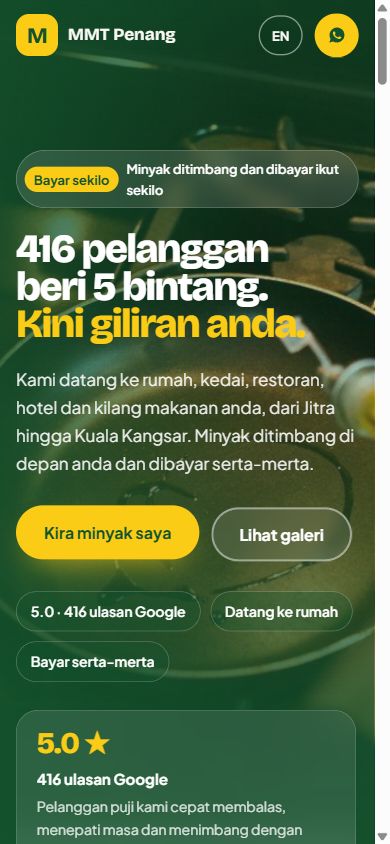 M MMT Penang EN
Bayar sekilo
Minyak ditimbang dan dibayar ikut
sekilo
416 pelanggan
beri 5 bintang.
Kini giliran anda.
Kami datang ke rumah, kedai, restoran,
hotel dan kilang makanan anda, dari Jitra
hingga Kuala Kangsar. Minyak ditimbang di
depan anda dan dibayar serta-merta.
Kira minyak saya
Lihat galeri
5.0 · 416 ulasan Google
Datang ke rumah
Bayar serta-merta
5.0 ★
416 ulasan Google
Pelanggan puji kami cepat membalas,
menepati masa dan menimbang dengan